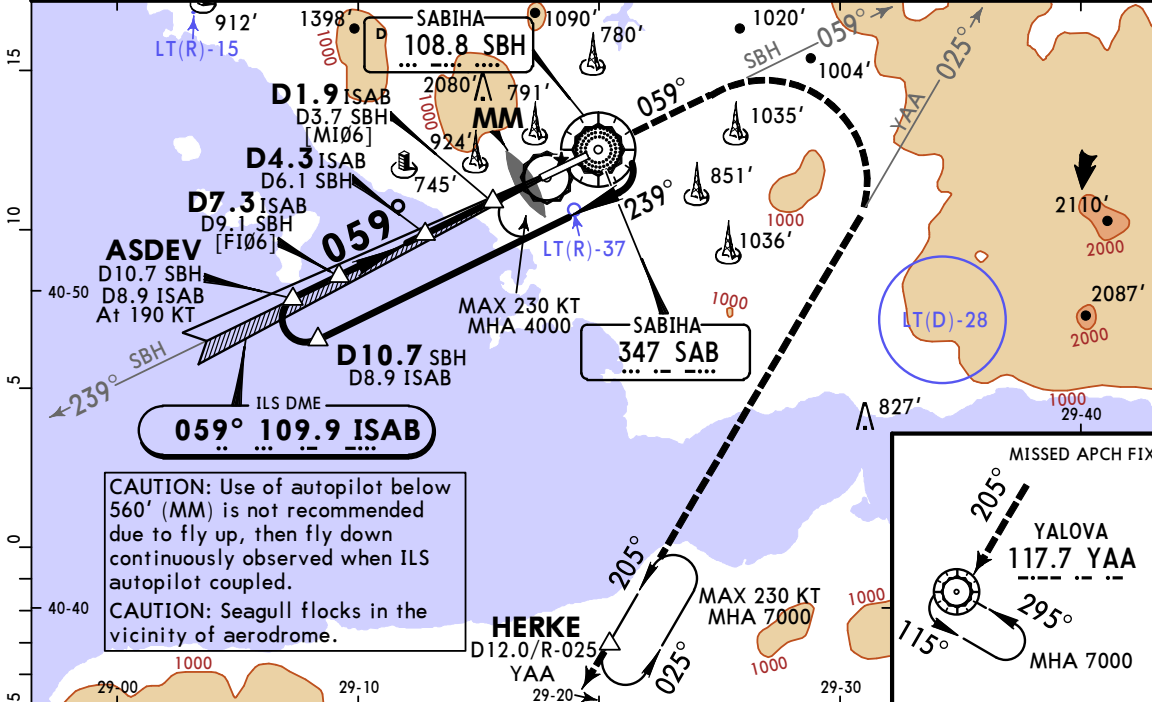 912'
LT(R)-15
1398'
1000
D
SABIHA
108.8 SBH
1090'
780'
1020'
1004'
SBH
059°
025°
YAA
15
2080'
1000
791'
MM
924'
745'
D1.9 ISAB
D3.7 SBH
[MI06]
D4.3 ISAB
D6.1 SBH
D7.3 ISAB
D9.1 SBH
[FI06]
059°
059°
239°
1035'
851'
1036'
1000
2110'
2000
10
ASDEV
D10.7 SBH
D8.9 ISAB
At 190 KT
LT(R)-37
MAX 230 KT
MHA 4000
40-50
1000
LT(D)-28
2087'
2000
SABIHA
347 SAB
D10.7 SBH
D8.9 ISAB
239°
SBH
5
ILS DME
059° 109.9 ISAB
827'
1000
29-40
CAUTION: Use of autopilot below
560' (MM) is not recommended
due to fly up, then fly down
continuously observed when ILS
autopilot coupled.
CAUTION: Seagull flocks in the
vicinity of aerodrome.
0
40-40
5
205°
025°
MAX 230 KT
MHA 7000
HERKE
D12.0/R-025
YAA
29-20
1000
1000
1000
29-00
29-10
29-30
MISSED APCH FIX
205°
YALOVA
117.7 YAA
295°
115°
MHA 7000